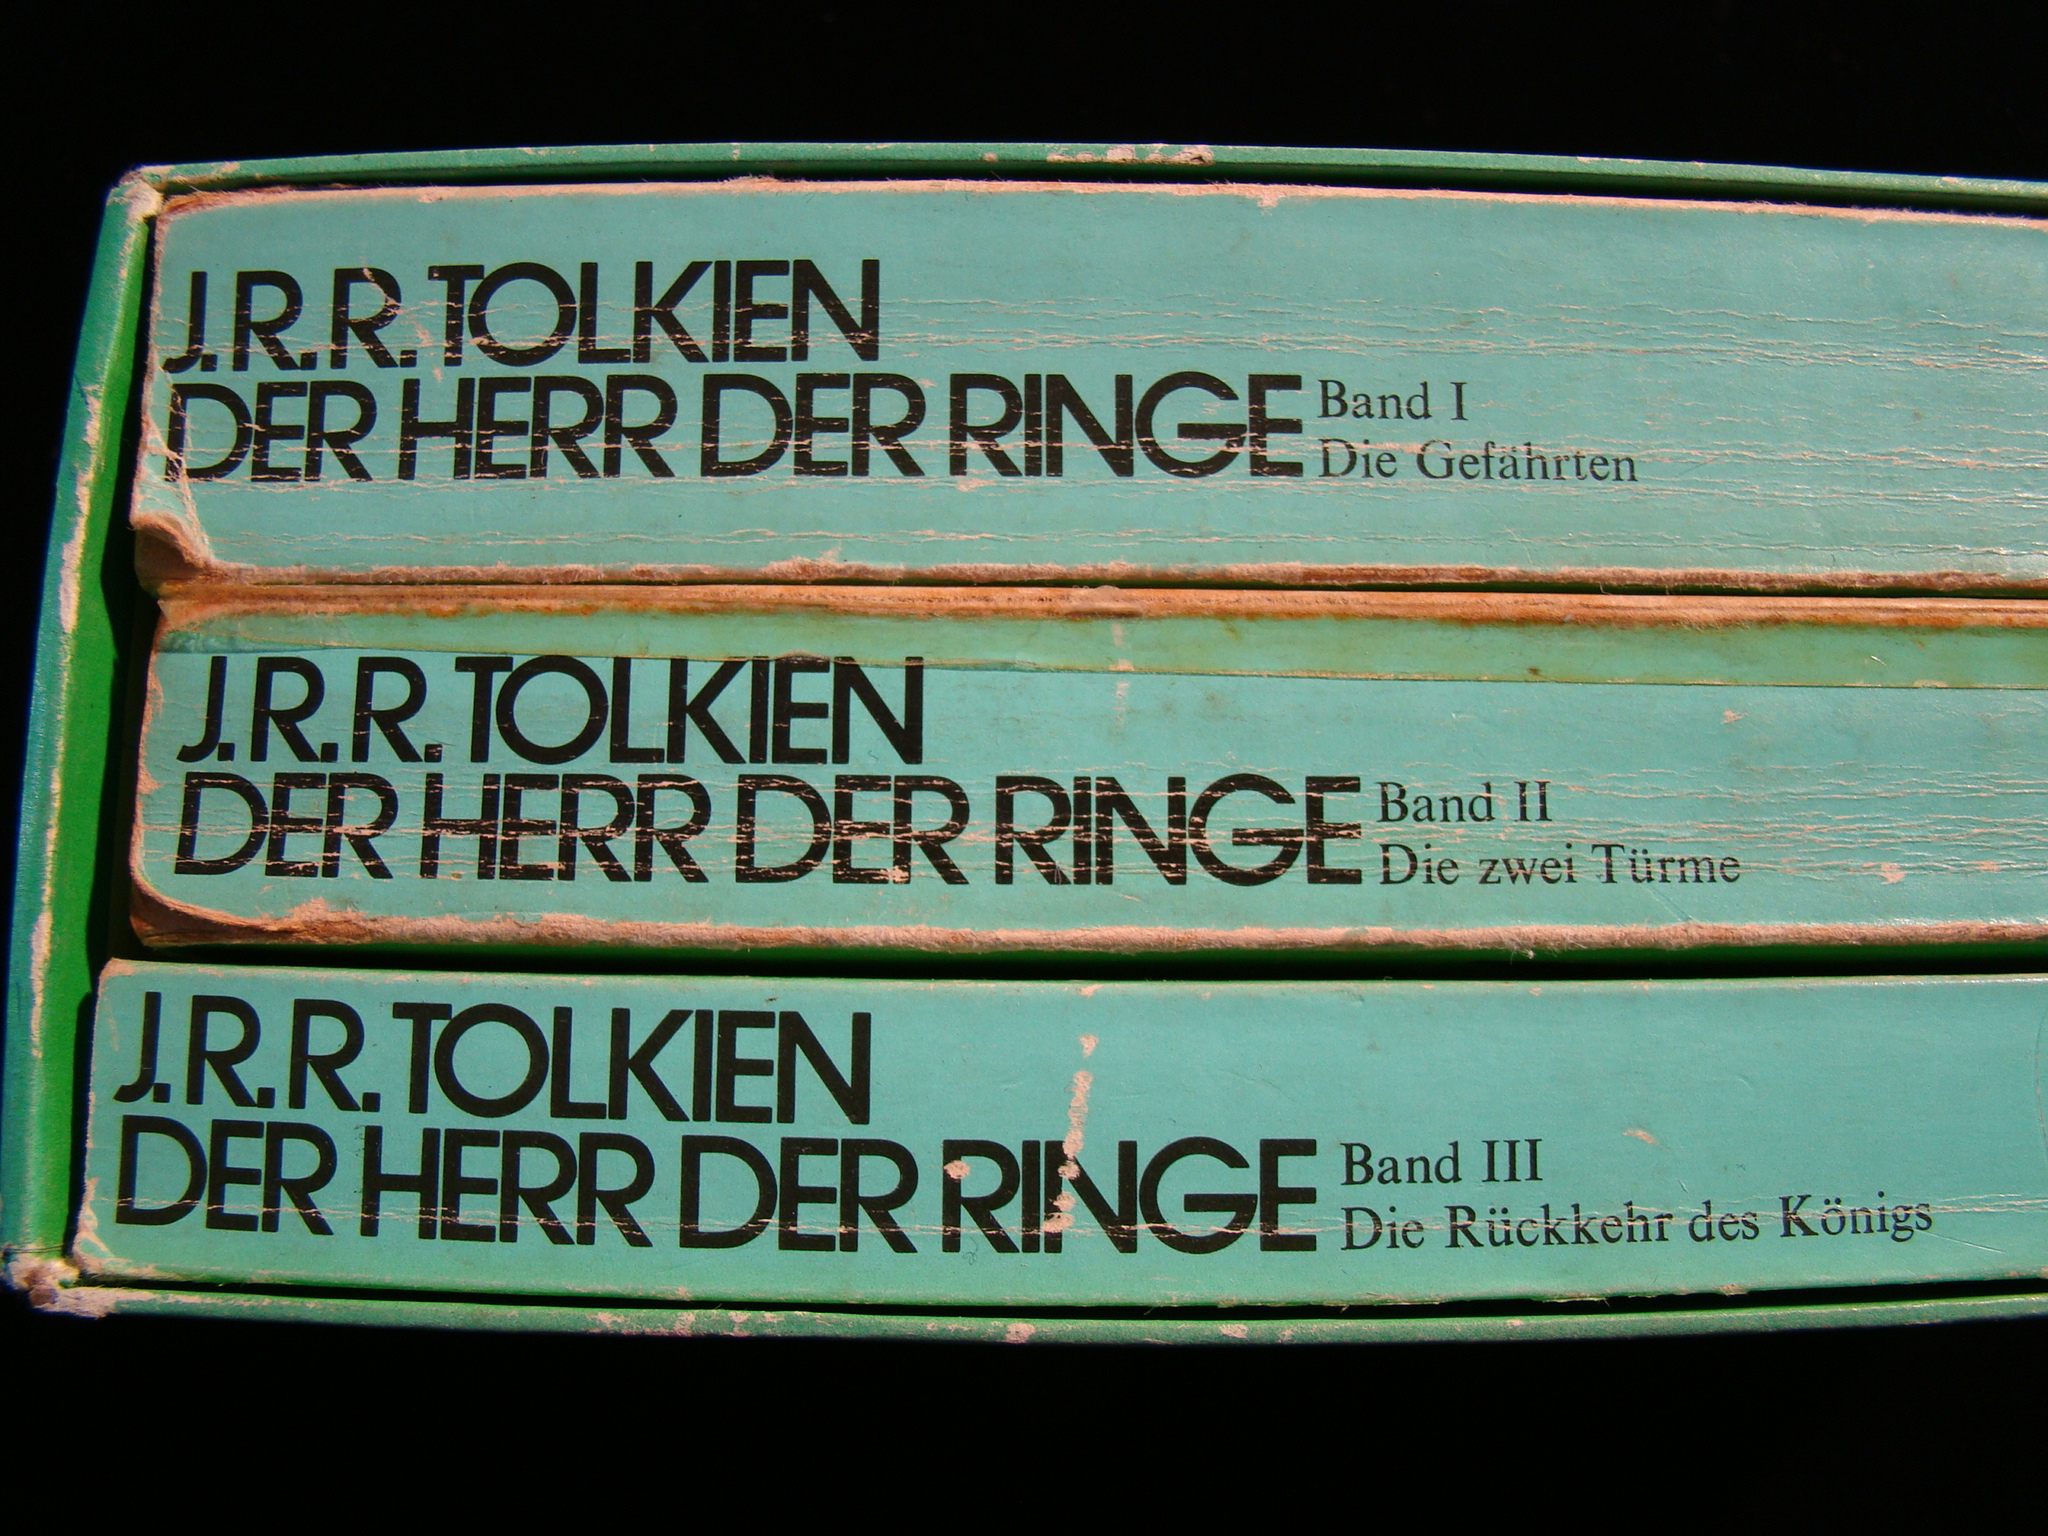 J.R.R. TOLKIEN
DER HERR DER RINGE Band I
Die Gefährten
J.R.R. TOLKIEN
DER HERR DER RINGE Band II
Die zwei Türme
J.R.R. TOLKIEN
DER HERR DER RINGE Band III
Die Rückkehr des Königs